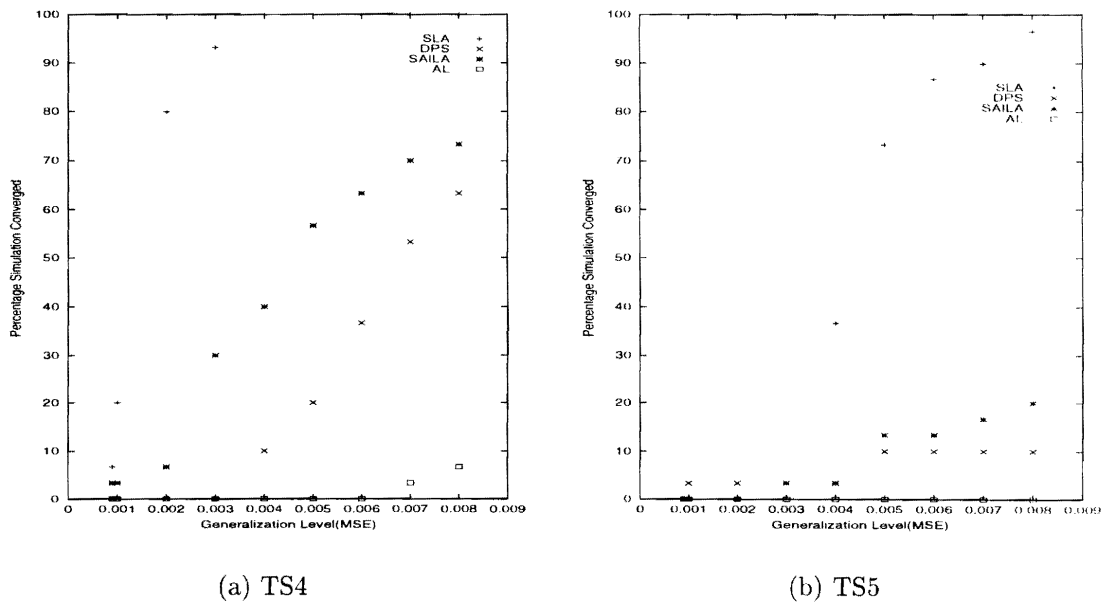 100
90
80
70
60
50
40
30
20
10
0
Percentage Simulation Converged
SLA
DPS
SAILA
AL
0 0.001 0.002 0.003 0.004 0.005 0.006 0.007 0.008 0.009
Generalization Level(MSE)
(a) TS4
100
90
80
70
60
50
40
30
20
10
0
Percentage Simulation Converged
SLA
DPS
SAILA
AL
0 0.001 0.002 0.003 0.004 0.005 0.006 0.007 0.008 0.009
Generalization Level(MSE)
(b) TS5